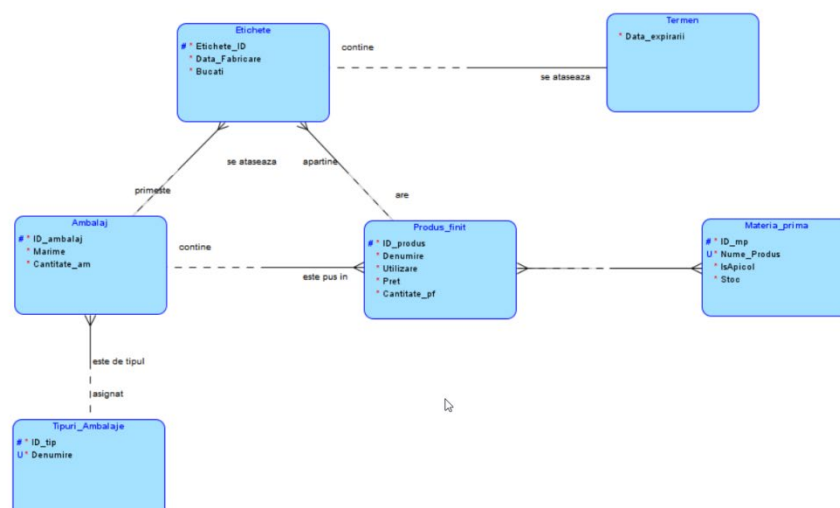 Etichete
# * Etichete_ID
* Data_Fabricare
* Bucati
contine
se ataseaza
Termen
* Data_expirarii
primeste
se ataseaza
apartine
are
Ambalaj
# * ID_ambalaj
* Marime
* Cantitate_am
contine
este pus in
Produs_finit
# * ID_produs
* Denumire
* Utilizare
* Pret
* Cantitate_pf
Materia_prima
# * ID_mp
U * Nume_Produs
* IsApicol
* Stoc
este de tipul
asignat
Tipuri_Ambalaje
# * ID_tip
U * Denumire